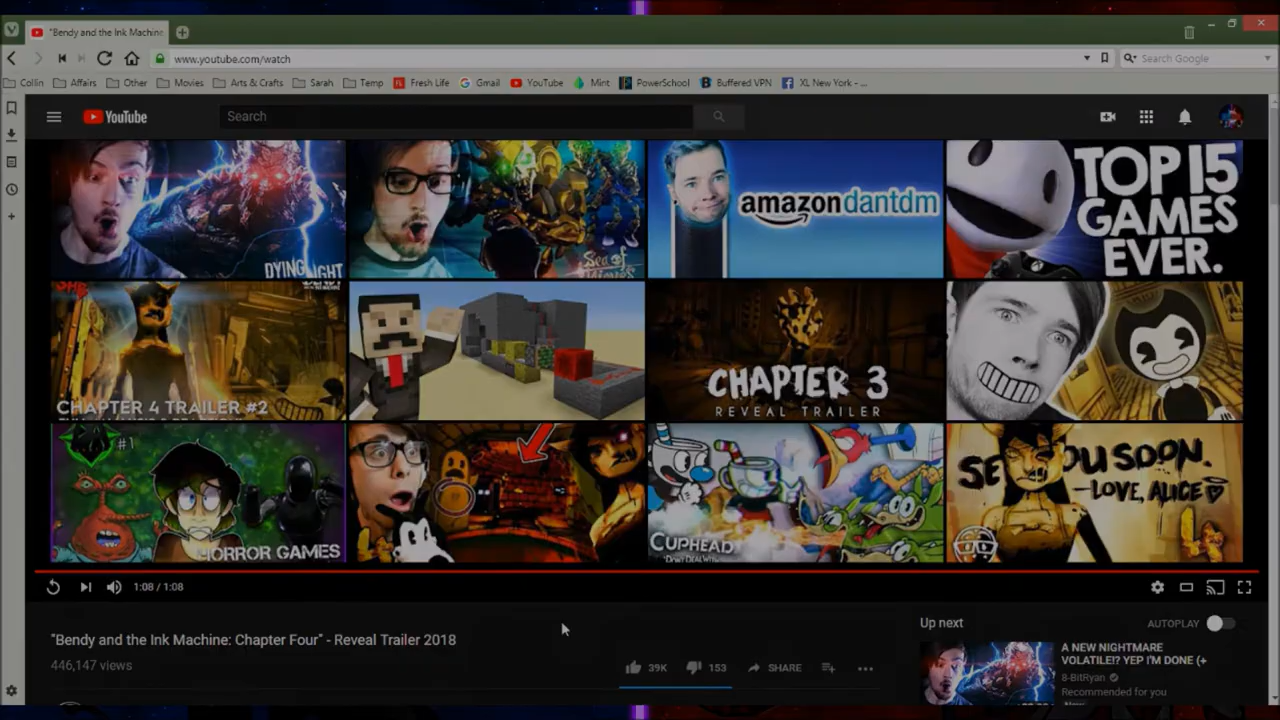 "Bendy and the Ink Machine
www.youtube.com/watch
Search Google
Collin Affairs Other Movies Arts & Crafts Sarah Temp Fresh Life Gmail YouTube Mint PowerSchool Buffered VPN XL New York - ...
YouTube
Search
DYING LIGHT
Sea of
amazondantdm
TOP 15
GAMES
EVER.
CHAPTER 4 TRAILER #2
CHAPTER 3
REVEAL TRAILER
#1
HORROR GAMES
CUPHEAD
SEE YOU SOON.
-LOVE, ALICE
1:08 / 1:08
"Bendy and the Ink Machine: Chapter Four" - Reveal Trailer 2018
446,147 views
39K 153 SHARE
Up next
AUTOPLAY
A NEW NIGHTMARE
VOLATILE!? YEP I'M DONE (+
8-BitRyan
Recommended for you
New